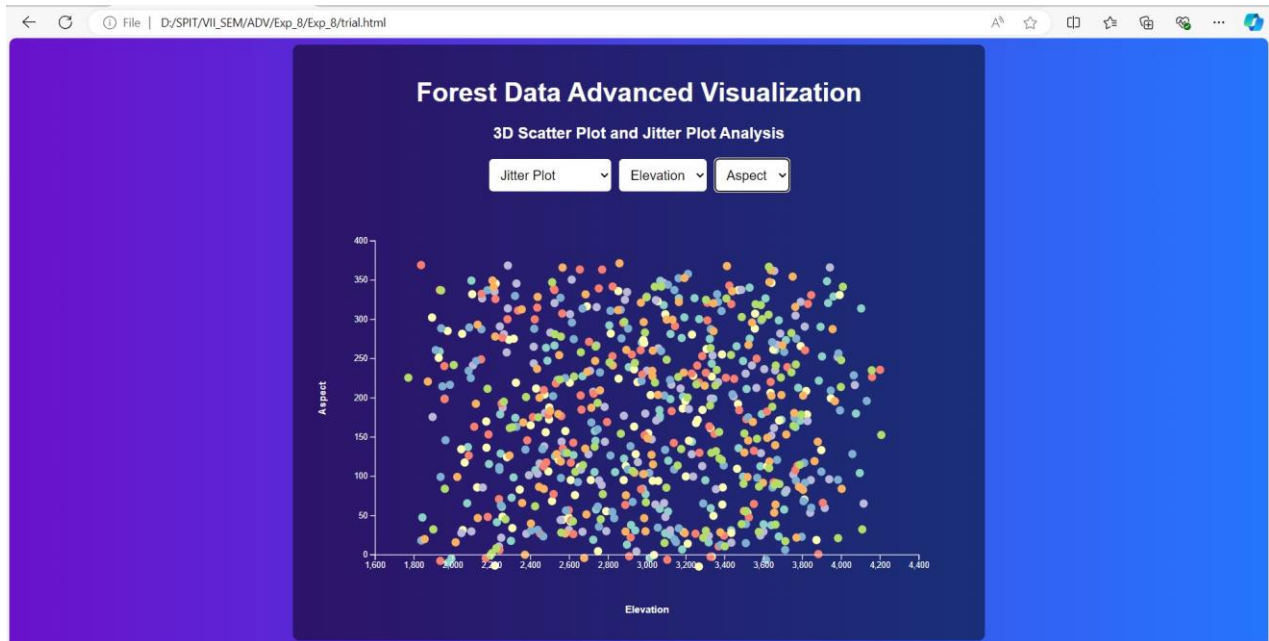 File | D:/SPIT/VII_SEM/ADV/Exp_8/Exp_8/trial.html
Forest Data Advanced Visualization
3D Scatter Plot and Jitter Plot Analysis
Jitter Plot Elevation Aspect
400
350
300
250
200
150
100
50
0
Aspect
1,600 1,800 2,000 2,200 2,400 2,600 2,800 3,000 3,200 3,400 3,600 3,800 4,000 4,200 4,400
Elevation